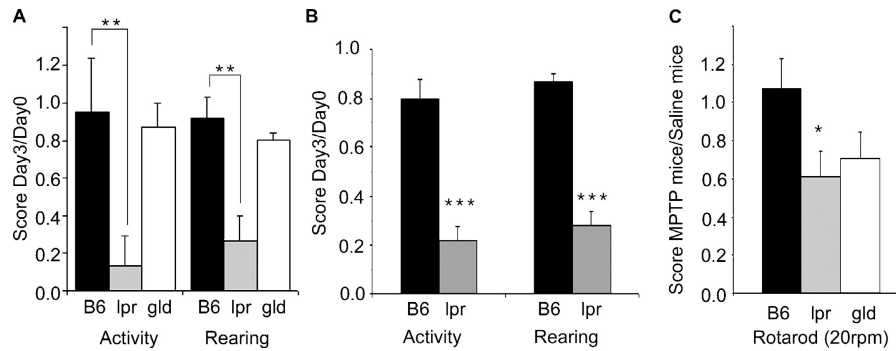 A
Score Day3/Day0
1.2
1.0
0.8
0.6
0.4
0.2
0.0
**
**
B6 lpr gld B6 lpr gld
Activity Rearing
B
Score Day3/Day0
1.0
0.8
0.6
0.4
0.2
0.0
***
***
B6 lpr B6 lpr
Activity Rearing
C
Score MPTP mice/Saline mice
1.2
1.0
0.8
0.6
0.4
0.2
0.0
*
B6 lpr gld
Rotarod (20rpm)